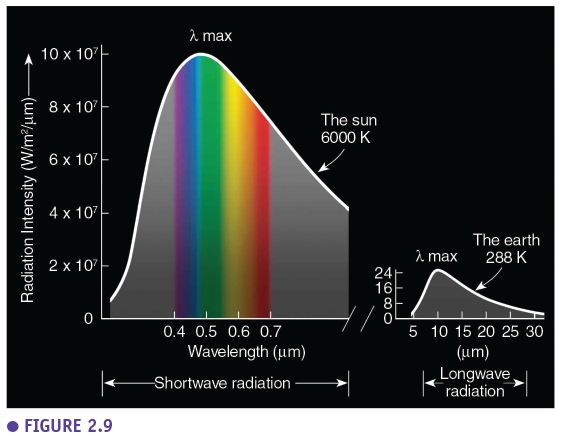 λ max
Radiation Intensity (W/m²/μm)
10 x 10⁷
8 x 10⁷
6 x 10⁷
4 x 10⁷
2 x 10⁷
0
The sun
6000 K
0.4 0.5 0.6 0.7
Wavelength (μm)
Shortwave radiation
λ max
The earth
288 K
24
16
8
0
5 10 15 20 25 30
(μm)
Longwave
radiation
● FIGURE 2.9